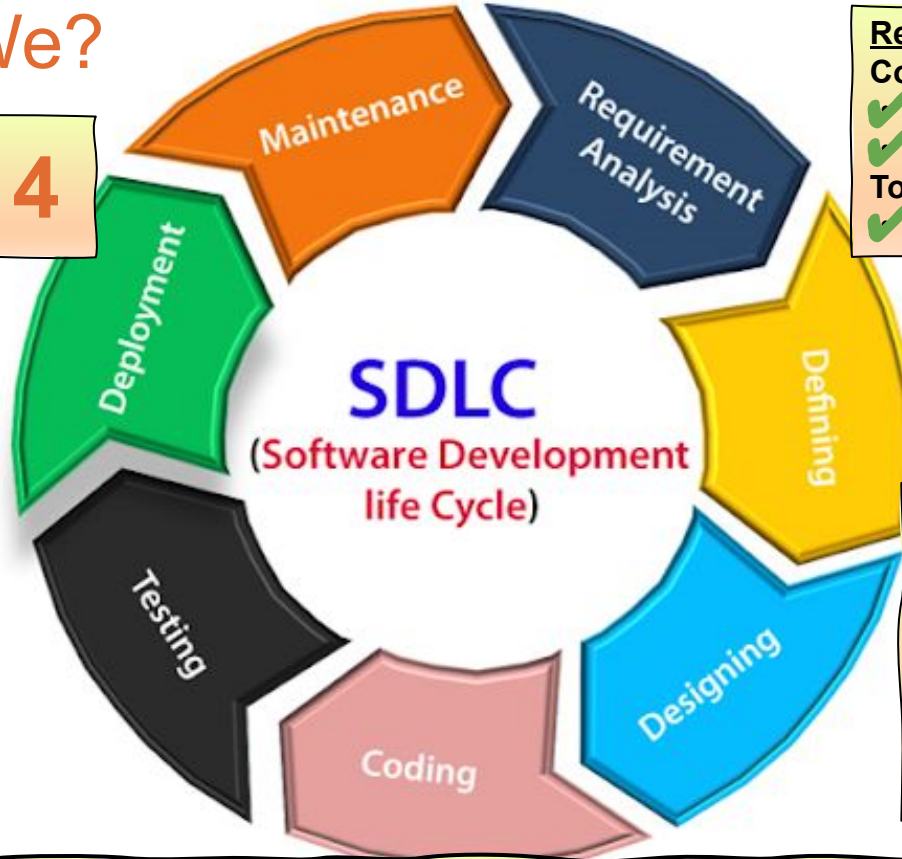 We?
4
Re
Co
To
Maintenance
Requirement
Analysis
Deployment
Defining
SDLC
(Software Development
life Cycle)
Testing
Designing
Coding